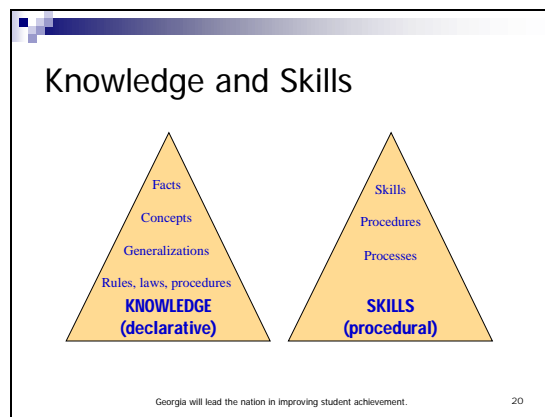 Knowledge and Skills
Facts
Concepts
Generalizations
Rules, laws, procedures
KNOWLEDGE
(declarative)
Skills
Procedures
Processes
SKILLS
(procedural)
Georgia will lead the nation in improving student achievement.
20